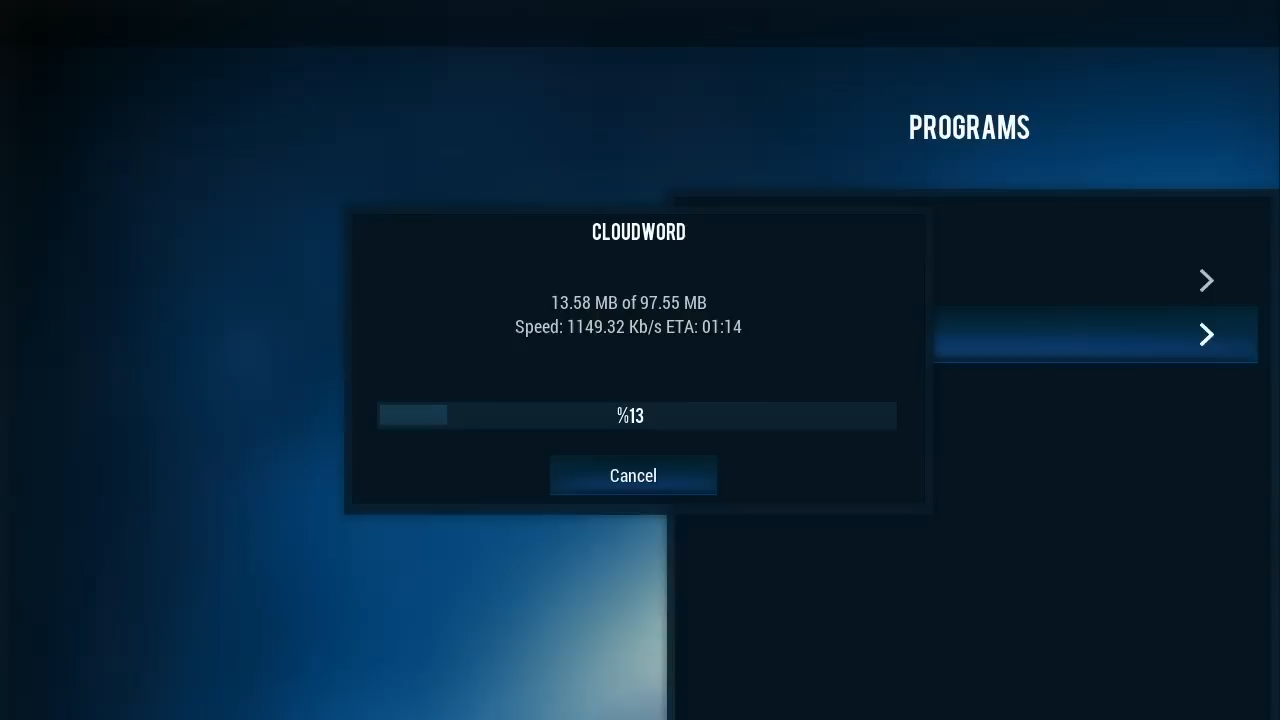 PROGRAMS
CLOUDWORD
13.58 MB of 97.55 MB
Speed: 1149.32 Kb/s ETA: 01:14
%13
Cancel